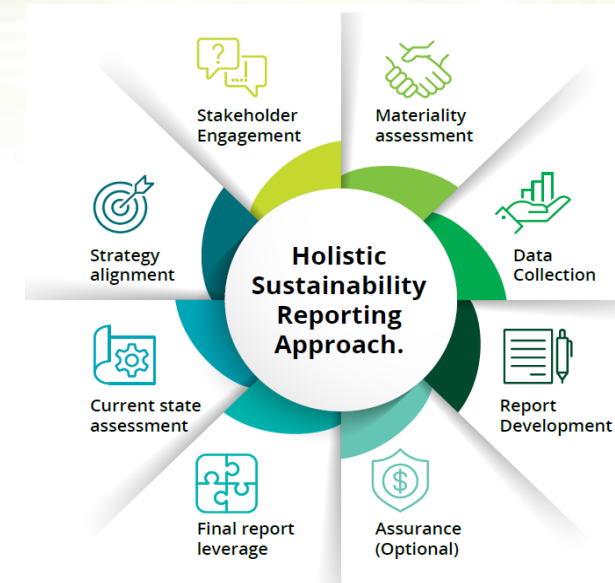 Stakeholder
Engagement
Materiality
assessment
Strategy
alignment
Holistic
Sustainability
Reporting
Approach.
Data
Collection
Current state
assessment
Report
Development
Final report
leverage
Assurance
(Optional)